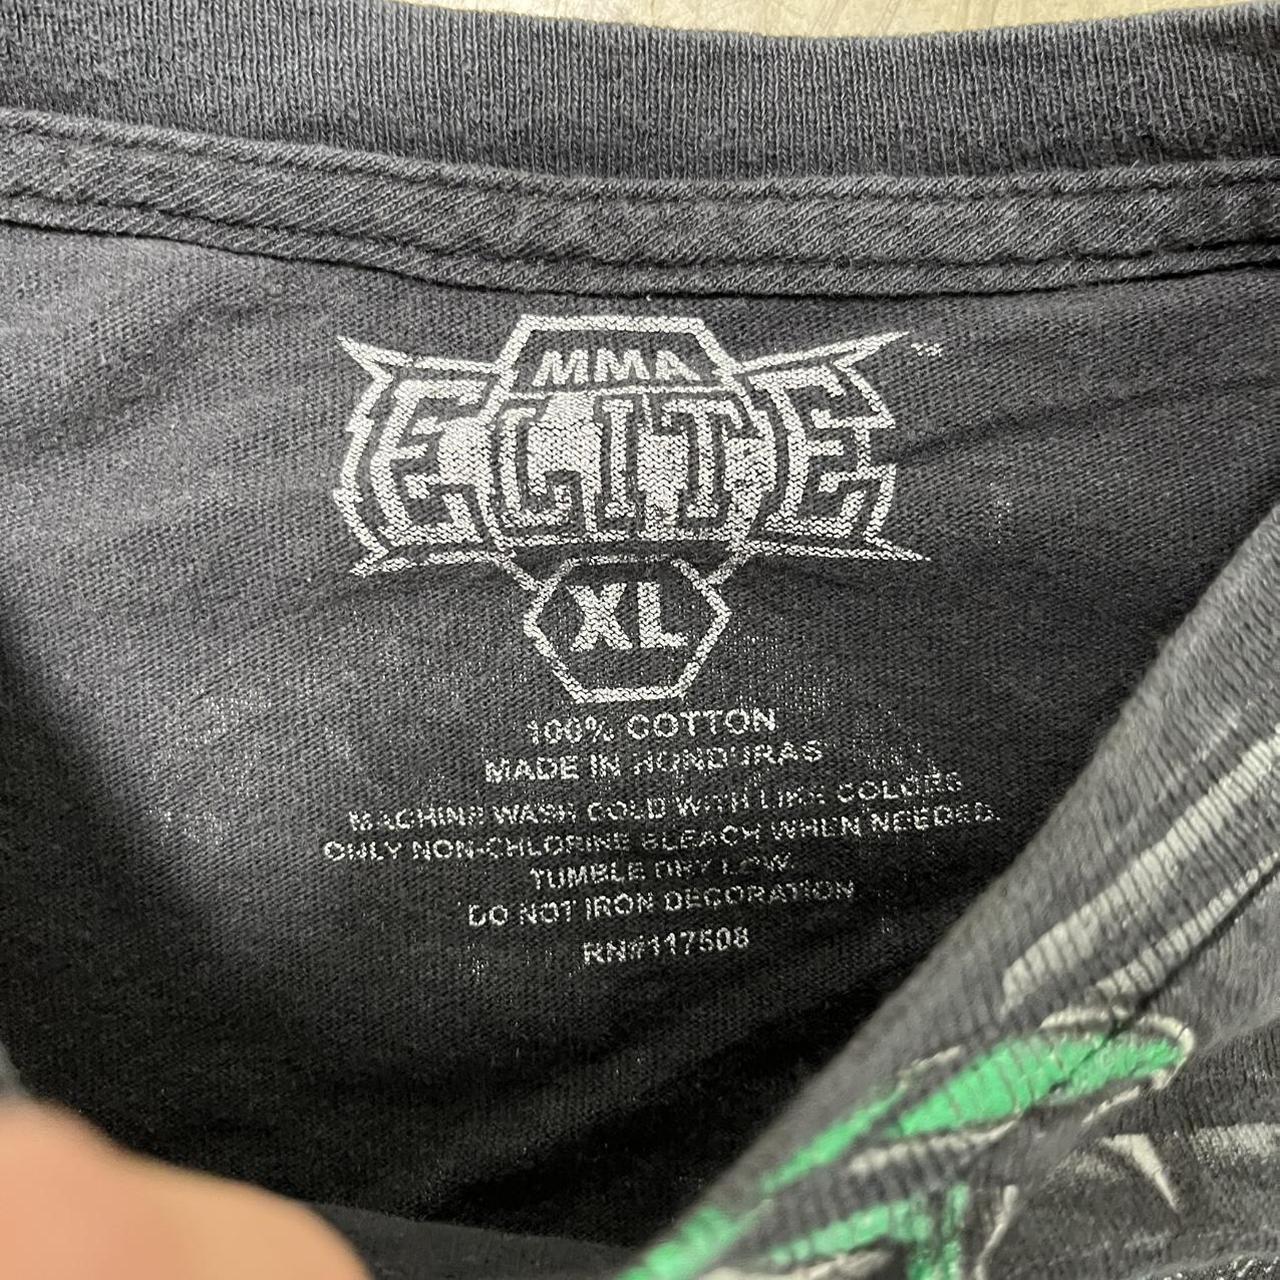 MMA
ELITE
™
XL
100% COTTON
MADE IN HONDURAS
MACHINE WASH COLD WITH LIKE COLORS
ONLY NON-CHLORINE BLEACH WHEN NEEDED.
TUMBLE DRY LOW.
DO NOT IRON DECORATION
RN#117508